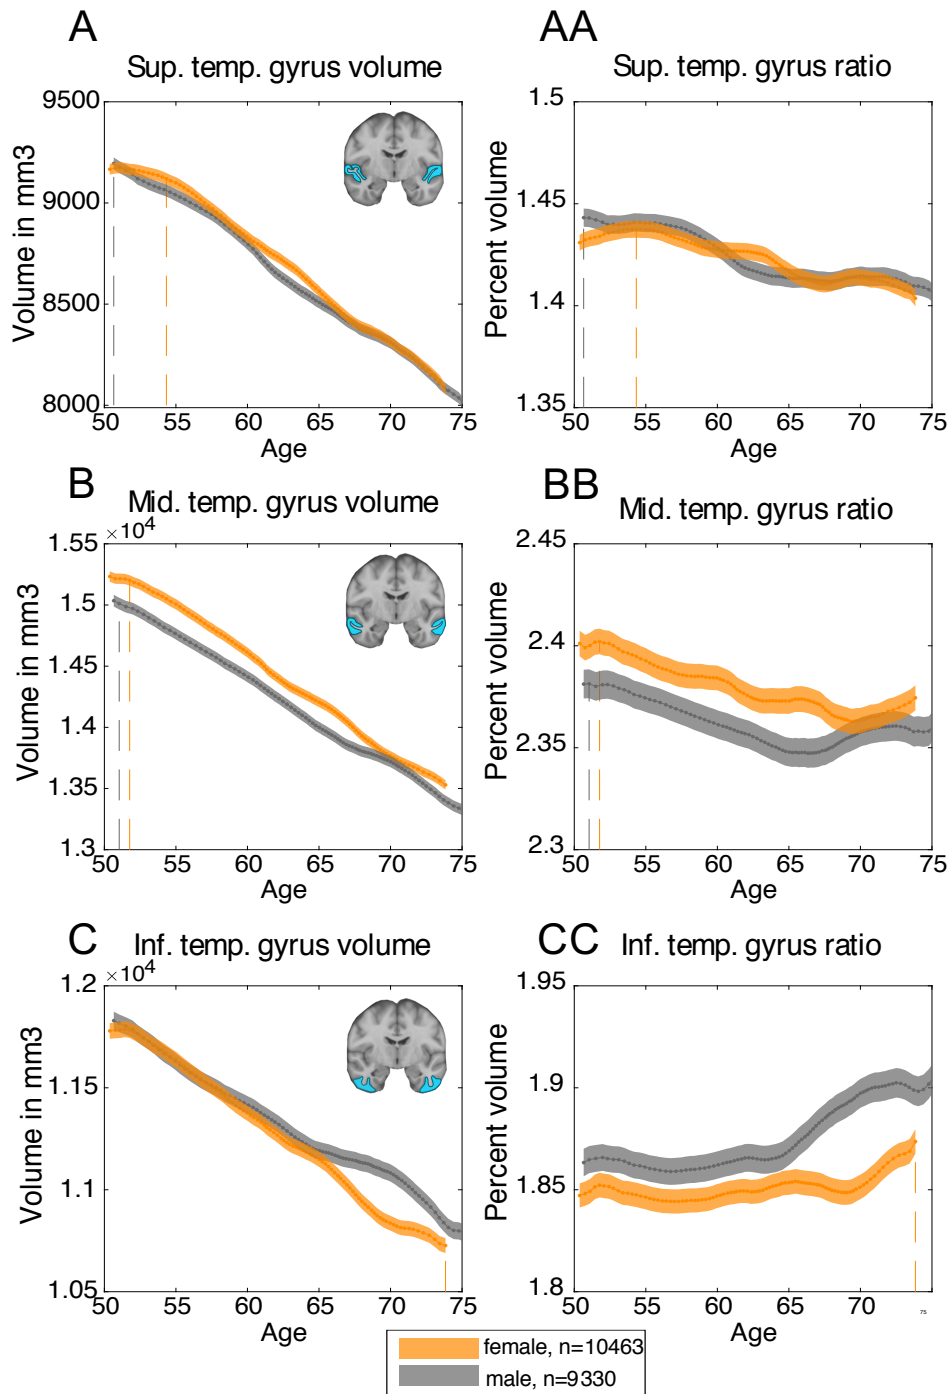 A
AA
Sup. temp. gyrus volume
Sup. temp. gyrus ratio
9500
9000
8500
8000
Volume in mm3
50 55 60 65 70 75
Age
1.5
1.45
1.4
1.35
Percent volume
50 55 60 65 70 75
Age
B
BB
Mid. temp. gyrus volume
Mid. temp. gyrus ratio
×10⁴
1.55
1.5
1.45
1.4
1.35
1.3
Volume in mm3
50 55 60 65 70 75
Age
2.45
2.4
2.35
2.3
Percent volume
50 55 60 65 70 75
Age
C
CC
Inf. temp. gyrus volume
Inf. temp. gyrus ratio
×10⁴
1.2
1.15
1.1
1.05
Volume in mm3
50 55 60 65 70 75
Age
1.95
1.9
1.85
1.8
Percent volume
75
50 55 60 65 70 75
Age
female, n=10463
male, n=9330